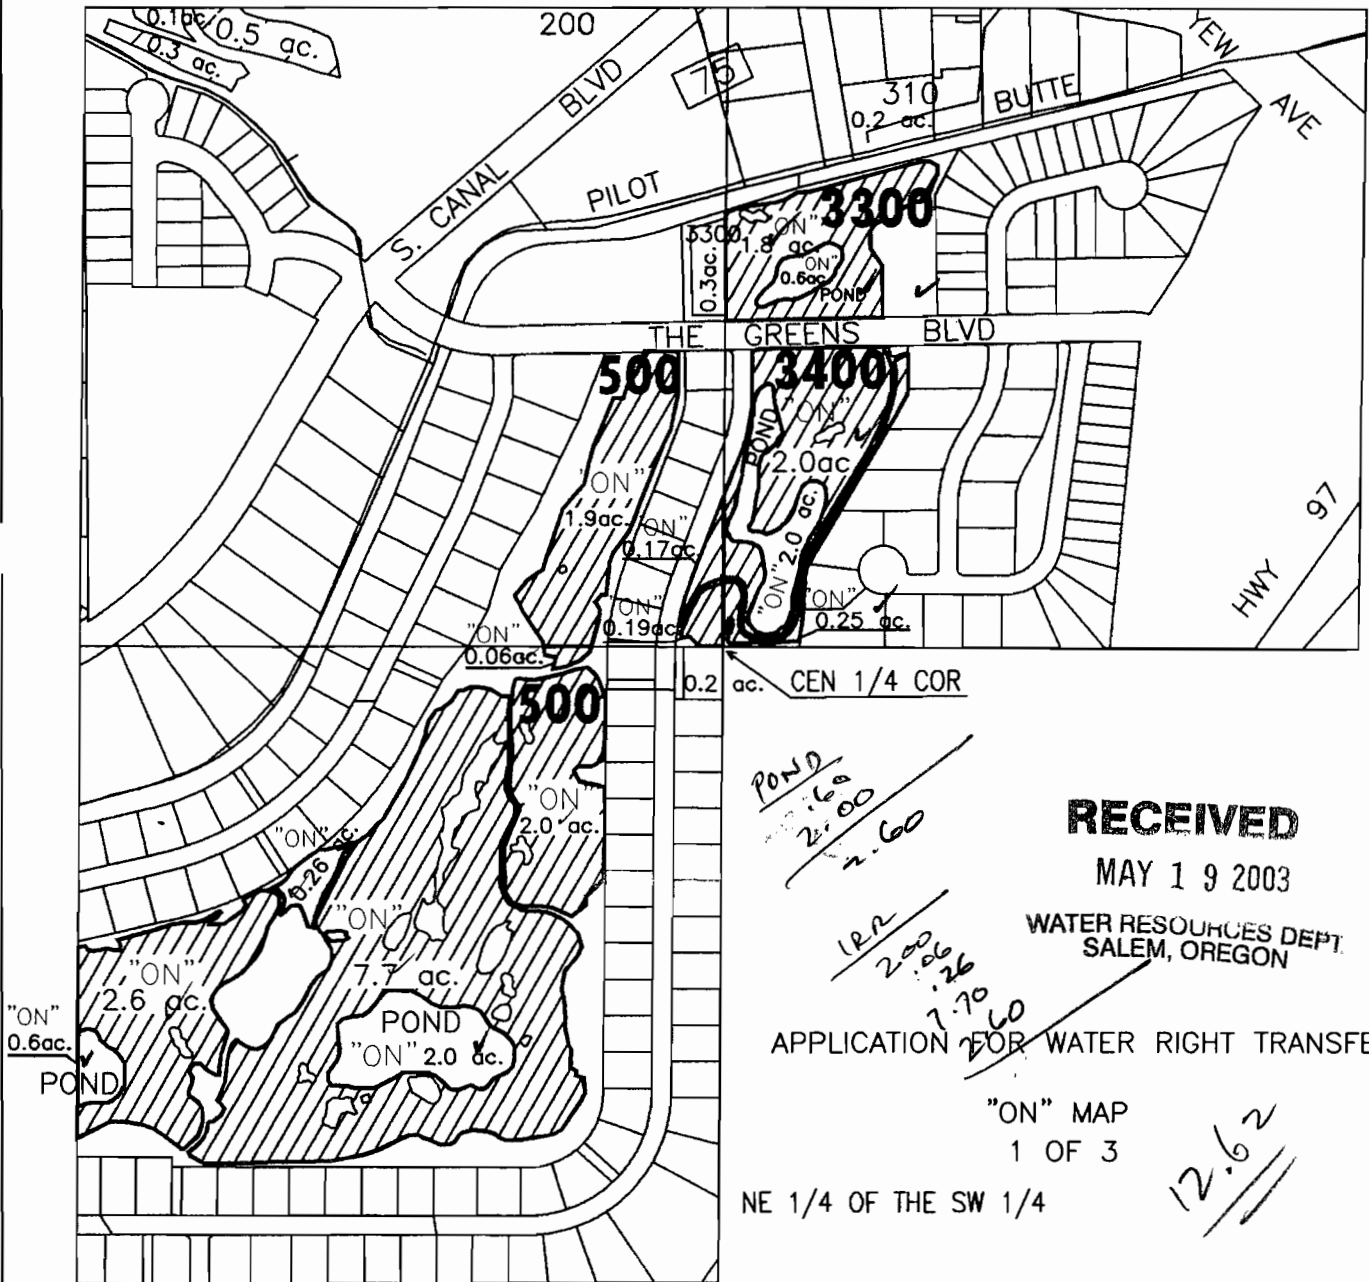 0.1ac.
0.5 ac.
0.3 ac.
200
S. CANAL BLVD
75
310
0.2 ac.
PILOT BUTTE
YEW AVE
3300
3300
0.3ac.
"ON"
1.8 ac.
"ON"
0.6ac
POND
THE GREENS BLVD
500
3400
"ON"
POND
2.0ac
"ON"
1.9ac.
"ON"
0.17ac.
"ON" 2.0 ac.
"ON"
0.19ac
"ON"
0.25 ac.
HWY 97
"ON"
0.06ac.
0.2 ac.
CEN 1/4 COR
500
"ON"
2.0 ac.
"ON"
0.26 ac.
"ON"
7.7 ac.
"ON"
2.6 ac.
"ON"
0.6ac.
POND
POND
"ON" 2.0 ac.
POND
.60
2.00
2.60
RECEIVED
MAY 19 2003
WATER RESOURCES DEPT
SALEM, OREGON
IRR
2.00
.06
.26
7.70
2.60
APPLICATION FOR WATER RIGHT TRANSFE
"ON" MAP
1 OF 3
12.62
NE 1/4 OF THE SW 1/4